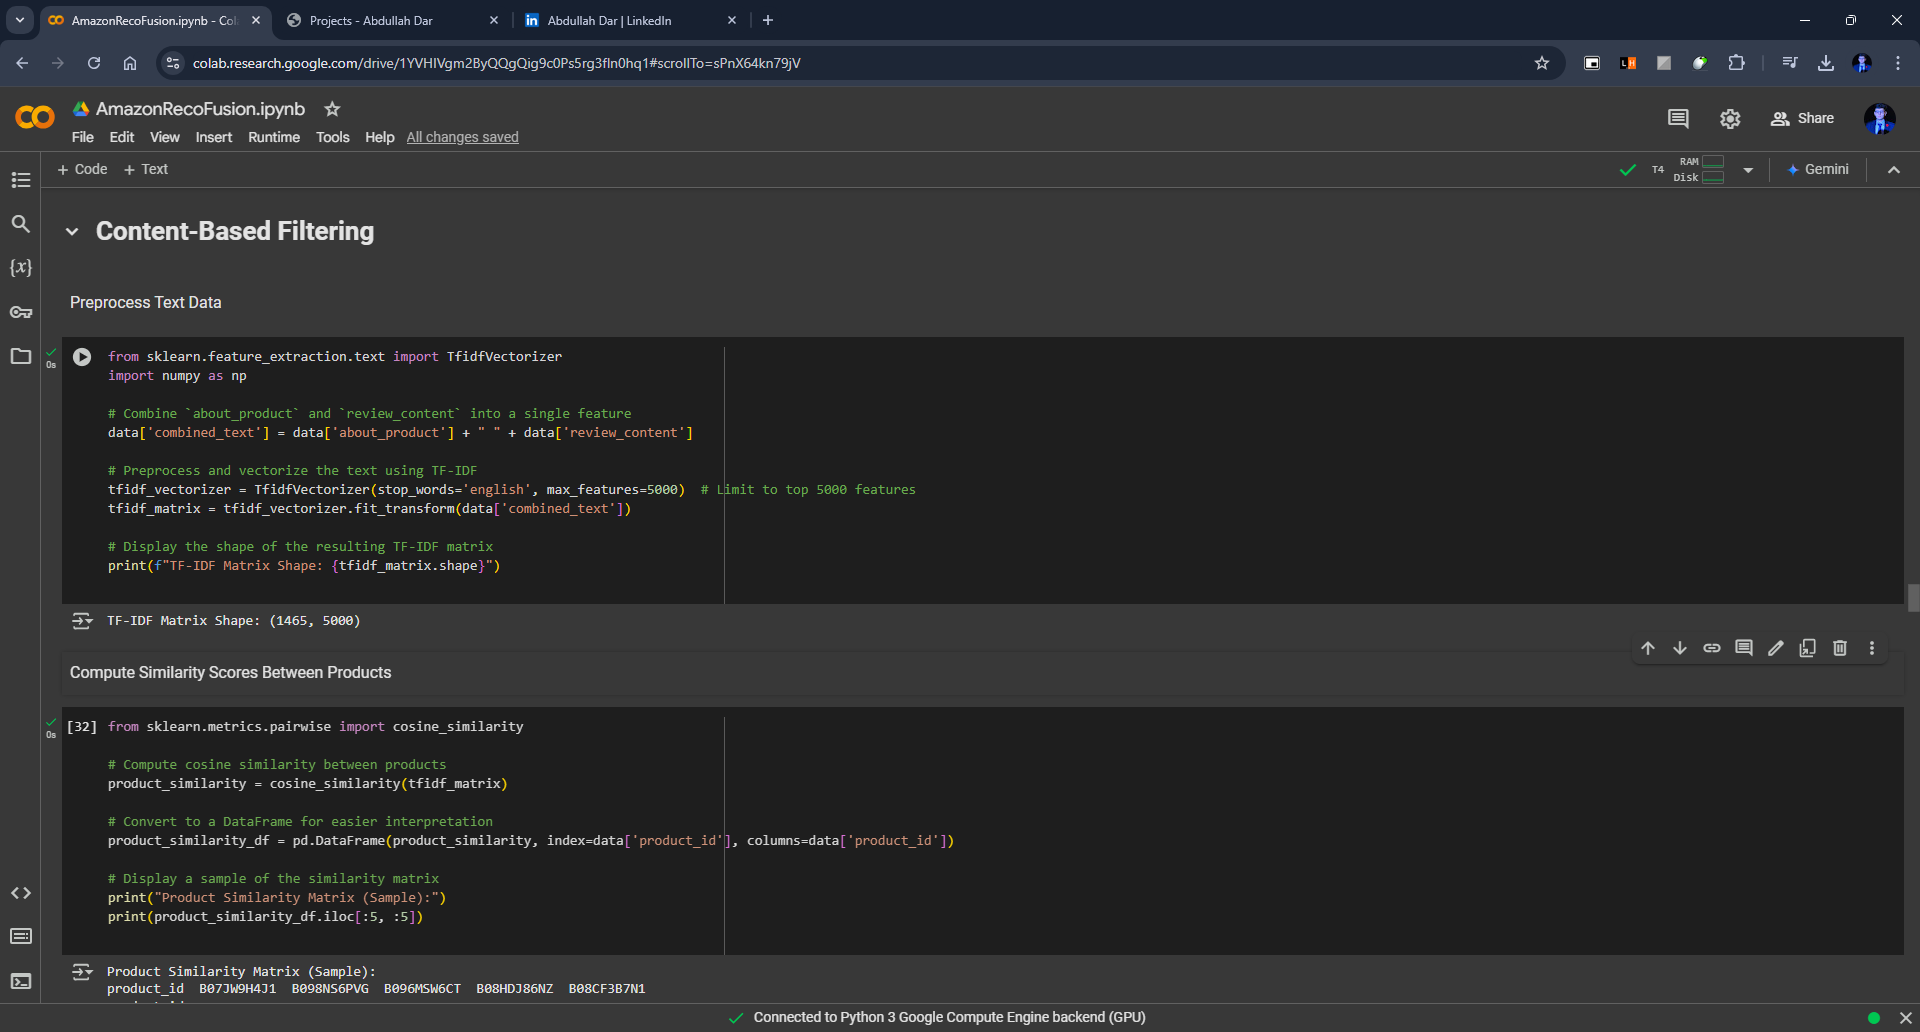 AmazonRecoFusion.ipynb - Col
Projects - Abdullah Dar
in Abdullah Dar | LinkedIn
colab.research.google.com/drive/1YVHIVgm2ByQQgQig9c0Ps5rg3fIn0hq1#scrollTo=sPnX64kn79jV
AmazonRecoFusion.ipynb
File Edit View Insert Runtime Tools Help All changes saved
Share
+ Code + Text
T4 RAM Disk
Gemini
Content-Based Filtering
Preprocess Text Data
0s
from sklearn.feature_extraction.text import TfidfVectorizer
import numpy as np
# Combine `about_product` and `review_content` into a single feature
data['combined_text'] = data['about_product'] + " " + data['review_content']
# Preprocess and vectorize the text using TF-IDF
tfidf_vectorizer = TfidfVectorizer(stop_words='english', max_features=5000)  # Limit to top 5000 features
tfidf_matrix = tfidf_vectorizer.fit_transform(data['combined_text'])
# Display the shape of the resulting TF-IDF matrix
print(f"TF-IDF Matrix Shape: {tfidf_matrix.shape}")
TF-IDF Matrix Shape: (1465, 5000)
Compute Similarity Scores Between Products
0s
[32] from sklearn.metrics.pairwise import cosine_similarity
# Compute cosine similarity between products
product_similarity = cosine_similarity(tfidf_matrix)
# Convert to a DataFrame for easier interpretation
product_similarity_df = pd.DataFrame(product_similarity, index=data['product_id'], columns=data['product_id'])
# Display a sample of the similarity matrix
print("Product Similarity Matrix (Sample):")
print(product_similarity_df.iloc[:5, :5])
Product Similarity Matrix (Sample):
product_id  B07JW9H4J1  B098NS6PVG  B096MSW6CT  B08HDJ86NZ  B08CF3B7N1
Connected to Python 3 Google Compute Engine backend (GPU)